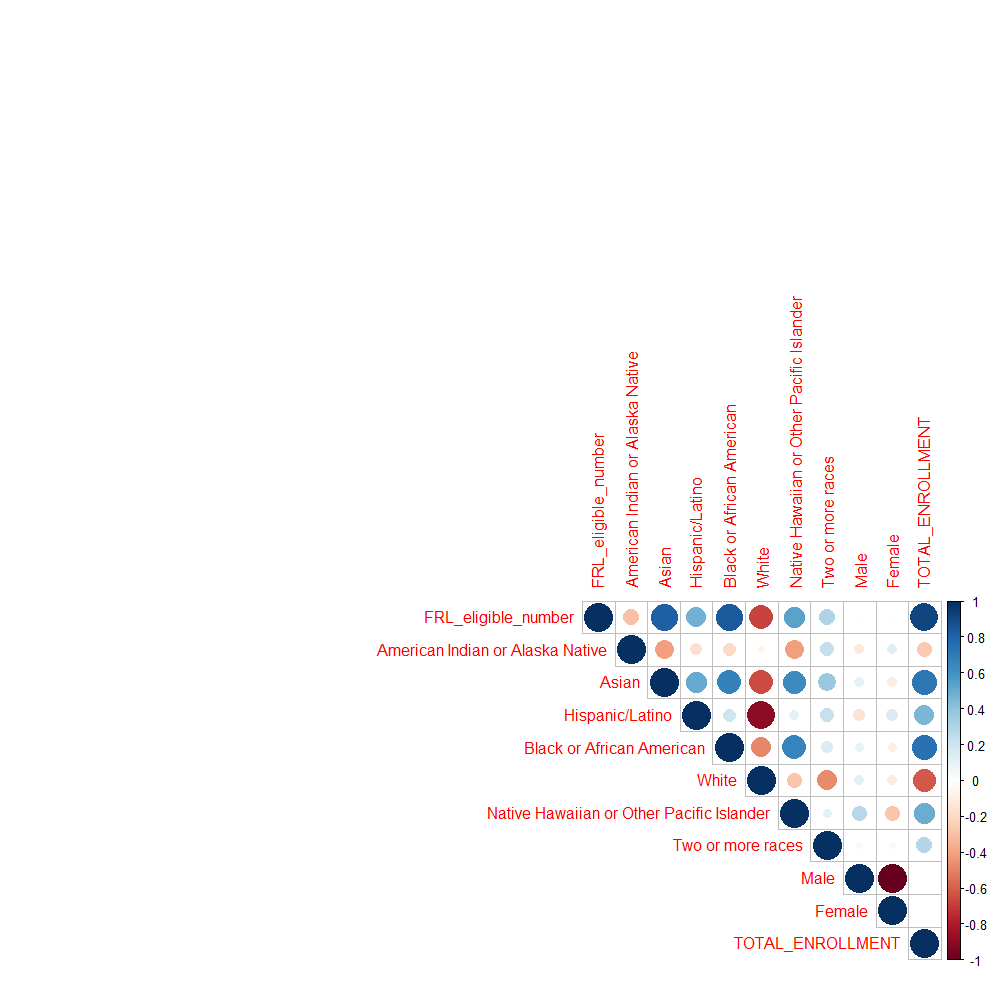 FRL_eligible_number
American Indian or Alaska Native
Asian
Hispanic/Latino
Black or African American
White
Native Hawaiian or Other Pacific Islander
Two or more races
Male
Female
TOTAL_ENROLLMENT
FRL_eligible_number
American Indian or Alaska Native
Asian
Hispanic/Latino
Black or African American
White
Native Hawaiian or Other Pacific Islander
Two or more races
Male
Female
TOTAL_ENROLLMENT
1
0.8
0.6
0.4
0.2
0
-0.2
-0.4
-0.6
-0.8
-1